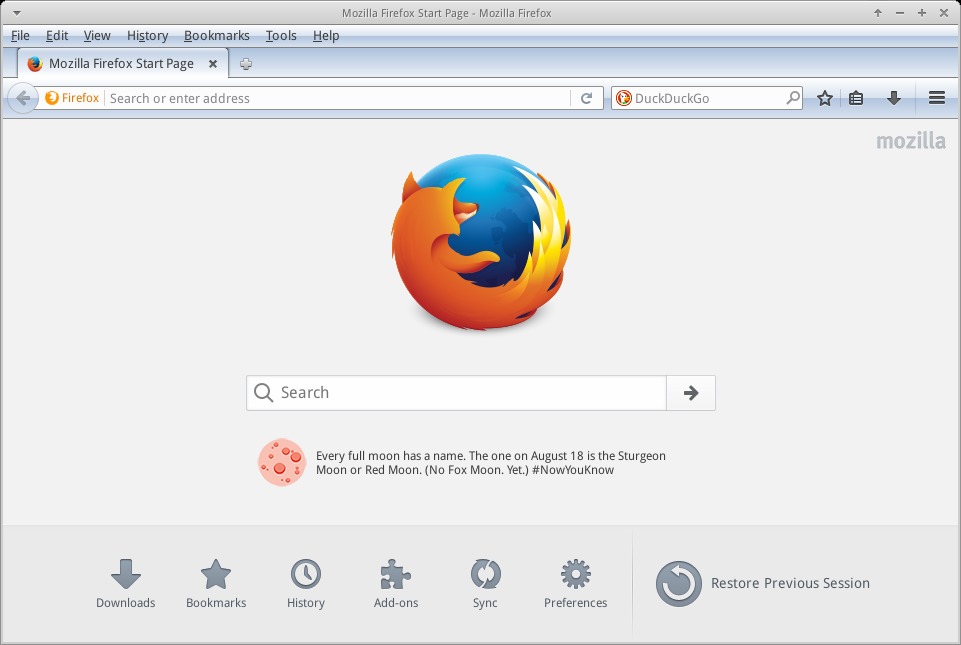 Mozilla Firefox Start Page - Mozilla Firefox
File Edit View History Bookmarks Tools Help
Mozilla Firefox Start Page
Firefox Search or enter address DuckDuckGo
mozilla
Search
Every full moon has a name. The one on August 18 is the Sturgeon
Moon or Red Moon. (No Fox Moon. Yet.) #NowYouKnow
Downloads Bookmarks History Add-ons Sync Preferences Restore Previous Session